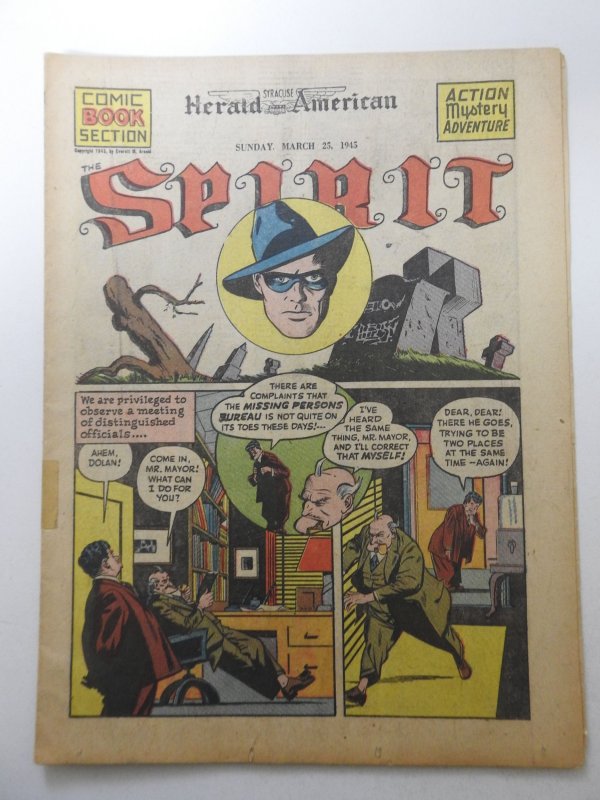 COMIC
BOOK
SECTION
Copyright 1945, by Everett M. Arnold
SYRACUSE
Herald American
ACTION
Mystery
ADVENTURE
SUNDAY, MARCH 25, 1945
THE
SPIRIT
We are privileged to
observe a meeting
of distinguished
officials....
AHEM,
DOLAN!
COME IN,
MR. MAYOR!
WHAT CAN
I DO FOR
YOU?
THERE ARE
COMPLAINTS THAT
THE MISSING PERSONS
BUREAU IS NOT QUITE ON
ITS TOES THESE DAYS!...
I'VE
HEARD
THE SAME
THING, MR. MAYOR,
AND I'LL CORRECT
THAT MYSELF!
DEAR, DEAR!
THERE HE GOES,
TRYING TO BE
TWO PLACES
AT THE SAME
TIME — AGAIN!